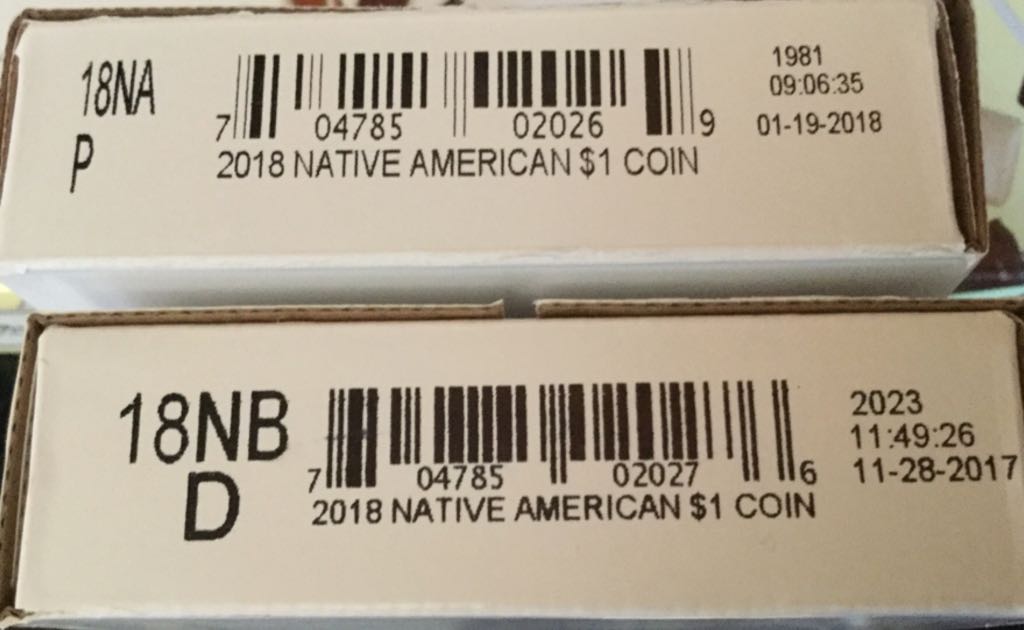 18NA
P
7 04785 02026 9
2018 NATIVE AMERICAN $1 COIN
1981
09:06:35
01-19-2018
18NB
D
7 04785 02027 6
2018 NATIVE AMERICAN $1 COIN
2023
11:49:26
11-28-2017